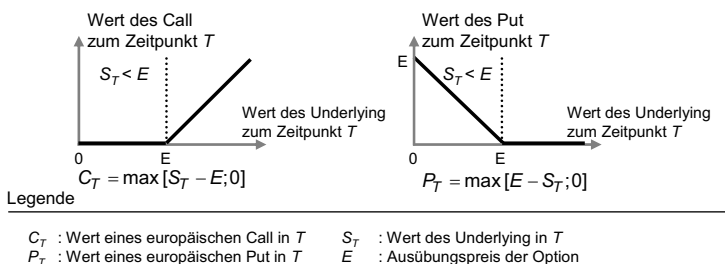 Wert des Call
zum Zeitpunkt T
S_T < E
Wert des Underlying
zum Zeitpunkt T
0 E
C_T = max [S_T – E;0]
Wert des Put
zum Zeitpunkt T
E
S_T < E
Wert des Underlying
zum Zeitpunkt T
0 E
P_T = max [E – S_T;0]
Legende
C_T : Wert eines europäischen Call in T
P_T : Wert eines europäischen Put in T
S_T : Wert des Underlying in T
E : Ausübungspreis der Option